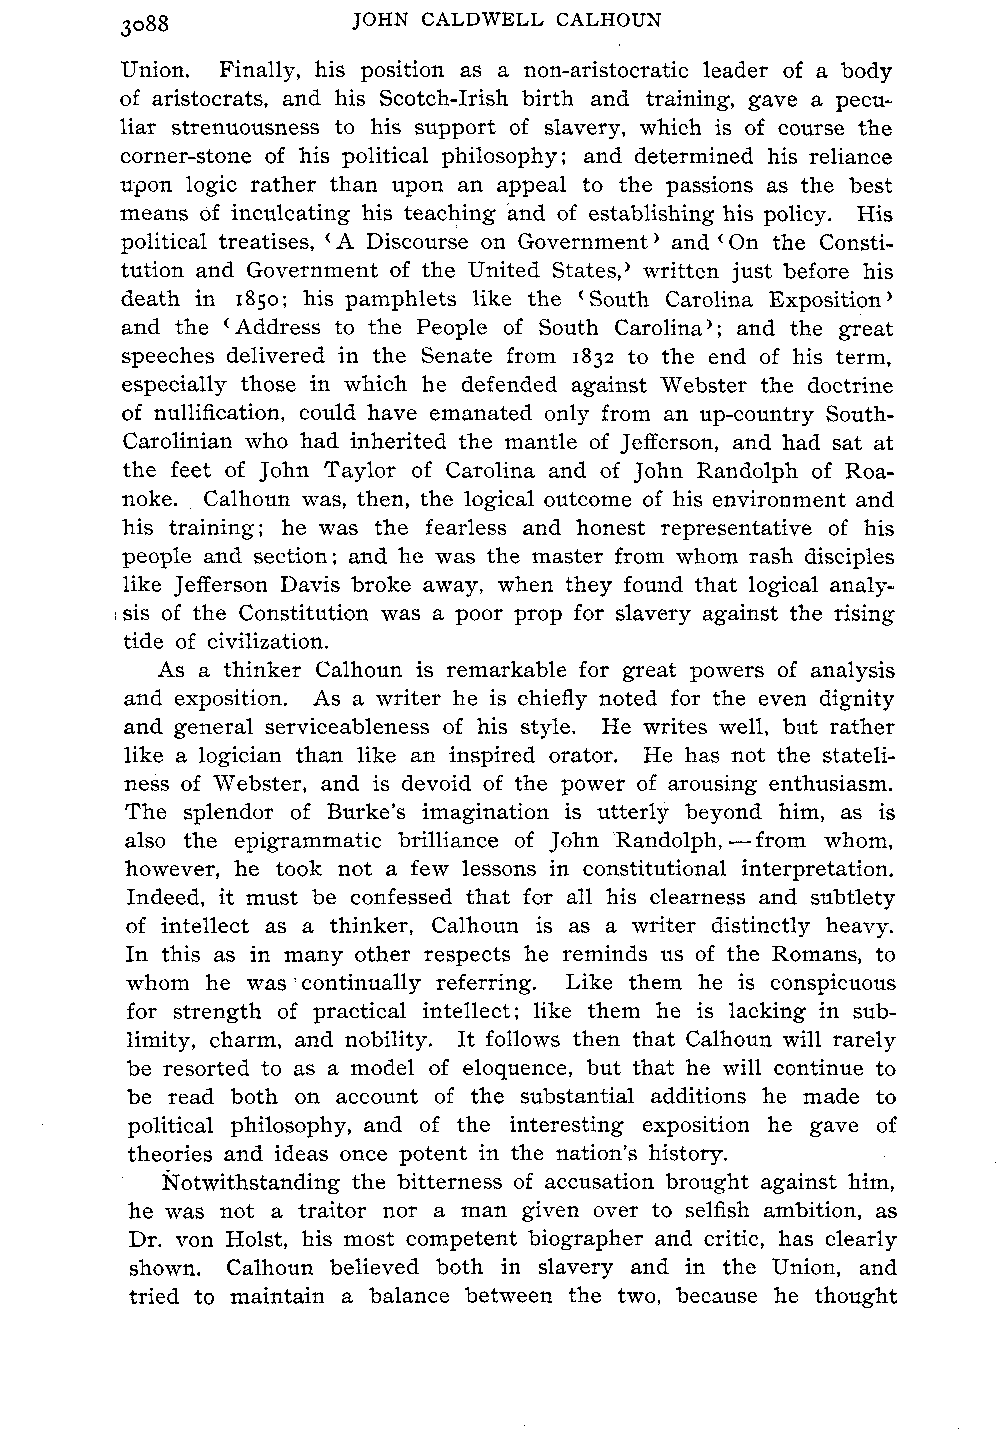 3088 JOHN CALDWELL CALHOUN
Union. Finally, his position as a non-aristocratic leader of a body
of aristocrats, and his Scotch-Irish birth and training, gave a pecu-
liar strenuousness to his support of slavery, which is of course the
corner-stone of his political philosophy; and determined his reliance
upon logic rather than upon an appeal to the passions as the best
means of inculcating his teaching and of establishing his policy. His
political treatises, ‹A Discourse on Government› and ‹On the Consti-
tution and Government of the United States,› written just before his
death in 1850; his pamphlets like the ‹South Carolina Exposition›
and the ‹Address to the People of South Carolina›; and the great
speeches delivered in the Senate from 1832 to the end of his term,
especially those in which he defended against Webster the doctrine
of nullification, could have emanated only from an up-country South-
Carolinian who had inherited the mantle of Jefferson, and had sat at
the feet of John Taylor of Carolina and of John Randolph of Roa-
noke. Calhoun was, then, the logical outcome of his environment and
his training; he was the fearless and honest representative of his
people and section; and he was the master from whom rash disciples
like Jefferson Davis broke away, when they found that logical analy-
sis of the Constitution was a poor prop for slavery against the rising
tide of civilization.
As a thinker Calhoun is remarkable for great powers of analysis
and exposition. As a writer he is chiefly noted for the even dignity
and general serviceableness of his style. He writes well, but rather
like a logician than like an inspired orator. He has not the stateli-
ness of Webster, and is devoid of the power of arousing enthusiasm.
The splendor of Burke's imagination is utterly beyond him, as is
also the epigrammatic brilliance of John Randolph,—from whom,
however, he took not a few lessons in constitutional interpretation.
Indeed, it must be confessed that for all his clearness and subtlety
of intellect as a thinker, Calhoun is as a writer distinctly heavy.
In this as in many other respects he reminds us of the Romans, to
whom he was continually referring. Like them he is conspicuous
for strength of practical intellect; like them he is lacking in sub-
limity, charm, and nobility. It follows then that Calhoun will rarely
be resorted to as a model of eloquence, but that he will continue to
be read both on account of the substantial additions he made to
political philosophy, and of the interesting exposition he gave of
theories and ideas once potent in the nation's history.
Notwithstanding the bitterness of accusation brought against him,
he was not a traitor nor a man given over to selfish ambition, as
Dr. von Holst, his most competent biographer and critic, has clearly
shown. Calhoun believed both in slavery and in the Union, and
tried to maintain a balance between the two, because he thought